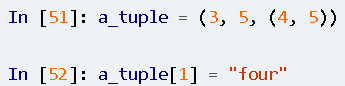 In [51]: a_tuple = (3, 5, (4, 5))
In [52]: a_tuple[1] = "four"